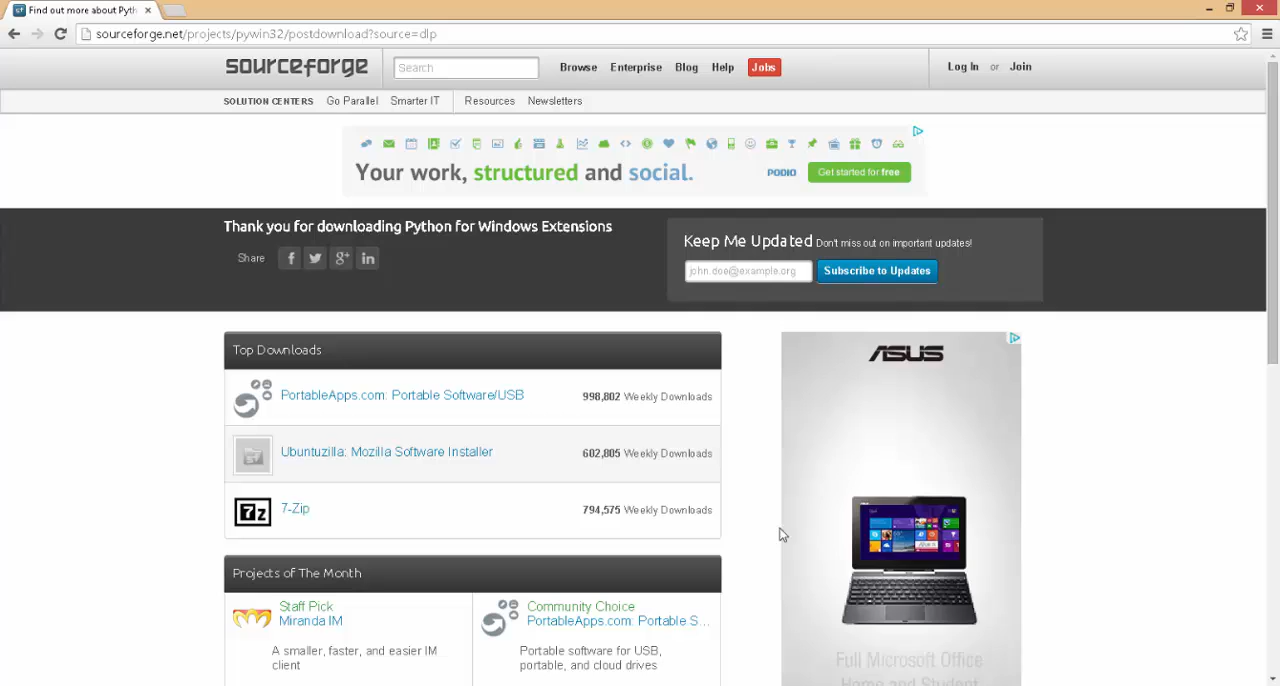 Find out more about Pyth
sourceforge.net/projects/pywin32/postdownload?source=dlp
sourceforge
Search
Browse
Enterprise
Blog
Help
Jobs
Log In or Join
SOLUTION CENTERS
Go Parallel
Smarter IT
Resources
Newsletters
Your work, structured and social.
PODIO
Get started for free
Thank you for downloading Python for Windows Extensions
Share
Keep Me Updated Don't miss out on important updates!
john.doe@example.org
Subscribe to Updates
Top Downloads
PortableApps.com: Portable Software/USB
998,802 Weekly Downloads
Ubuntuzilla: Mozilla Software Installer
602,805 Weekly Downloads
7z
7-Zip
794,575 Weekly Downloads
ASUS
Projects of The Month
Staff Pick
Miranda IM
A smaller, faster, and easier IM
client
Community Choice
PortableApps.com: Portable S...
Portable software for USB,
portable, and cloud drives
Full Microsoft Office
Home and Student